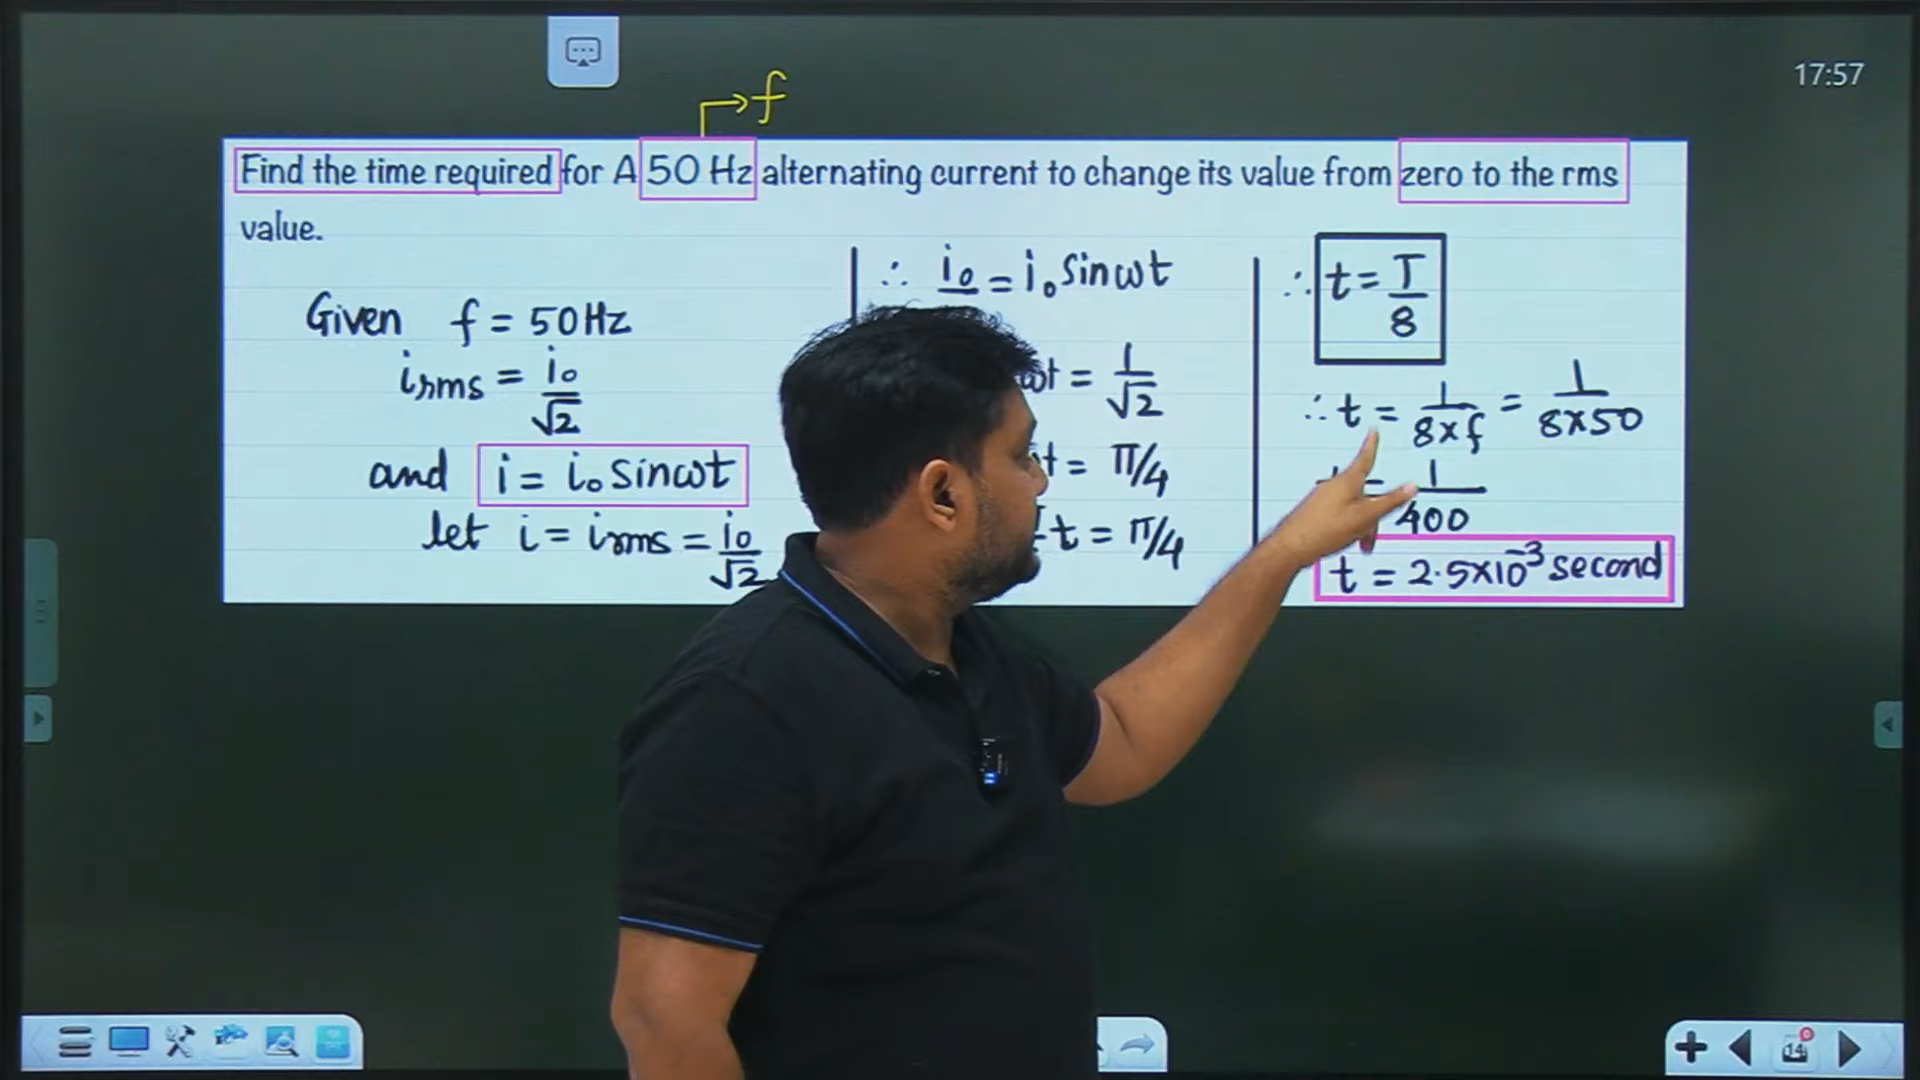 17:57
f
Find the time required for A 50 Hz alternating current to change its value from zero to the rms
value.
Given f = 50Hz
irms = i₀/√2
and i = i₀ sinωt
let i = irms = i₀/√2
∴ i₀ = i₀ sinωt
ωt = 1/√2
t = π/4
t = π/4
∴ t = T/8
∴ t = 1/8×f = 1/8×50
1/400
t = 2.5×10⁻³ second
14